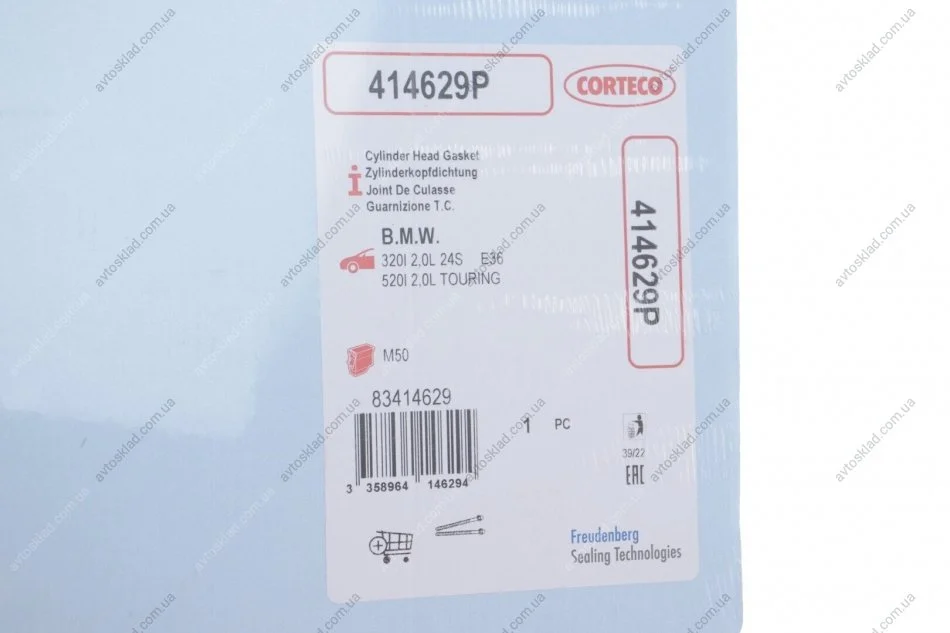 414629P
CORTECO
Cylinder Head Gasket
Zylinderkopfdichtung
Joint De Culasse
Guarnizione T.C.
414629P
B.M.W.
320I 2,0L 24S E36
520I 2,0L TOURING
M50
83414629
1 PC
3 358964 146294
39/22
EAC
Freudenberg
Sealing Technologies
avtosklad.com.ua